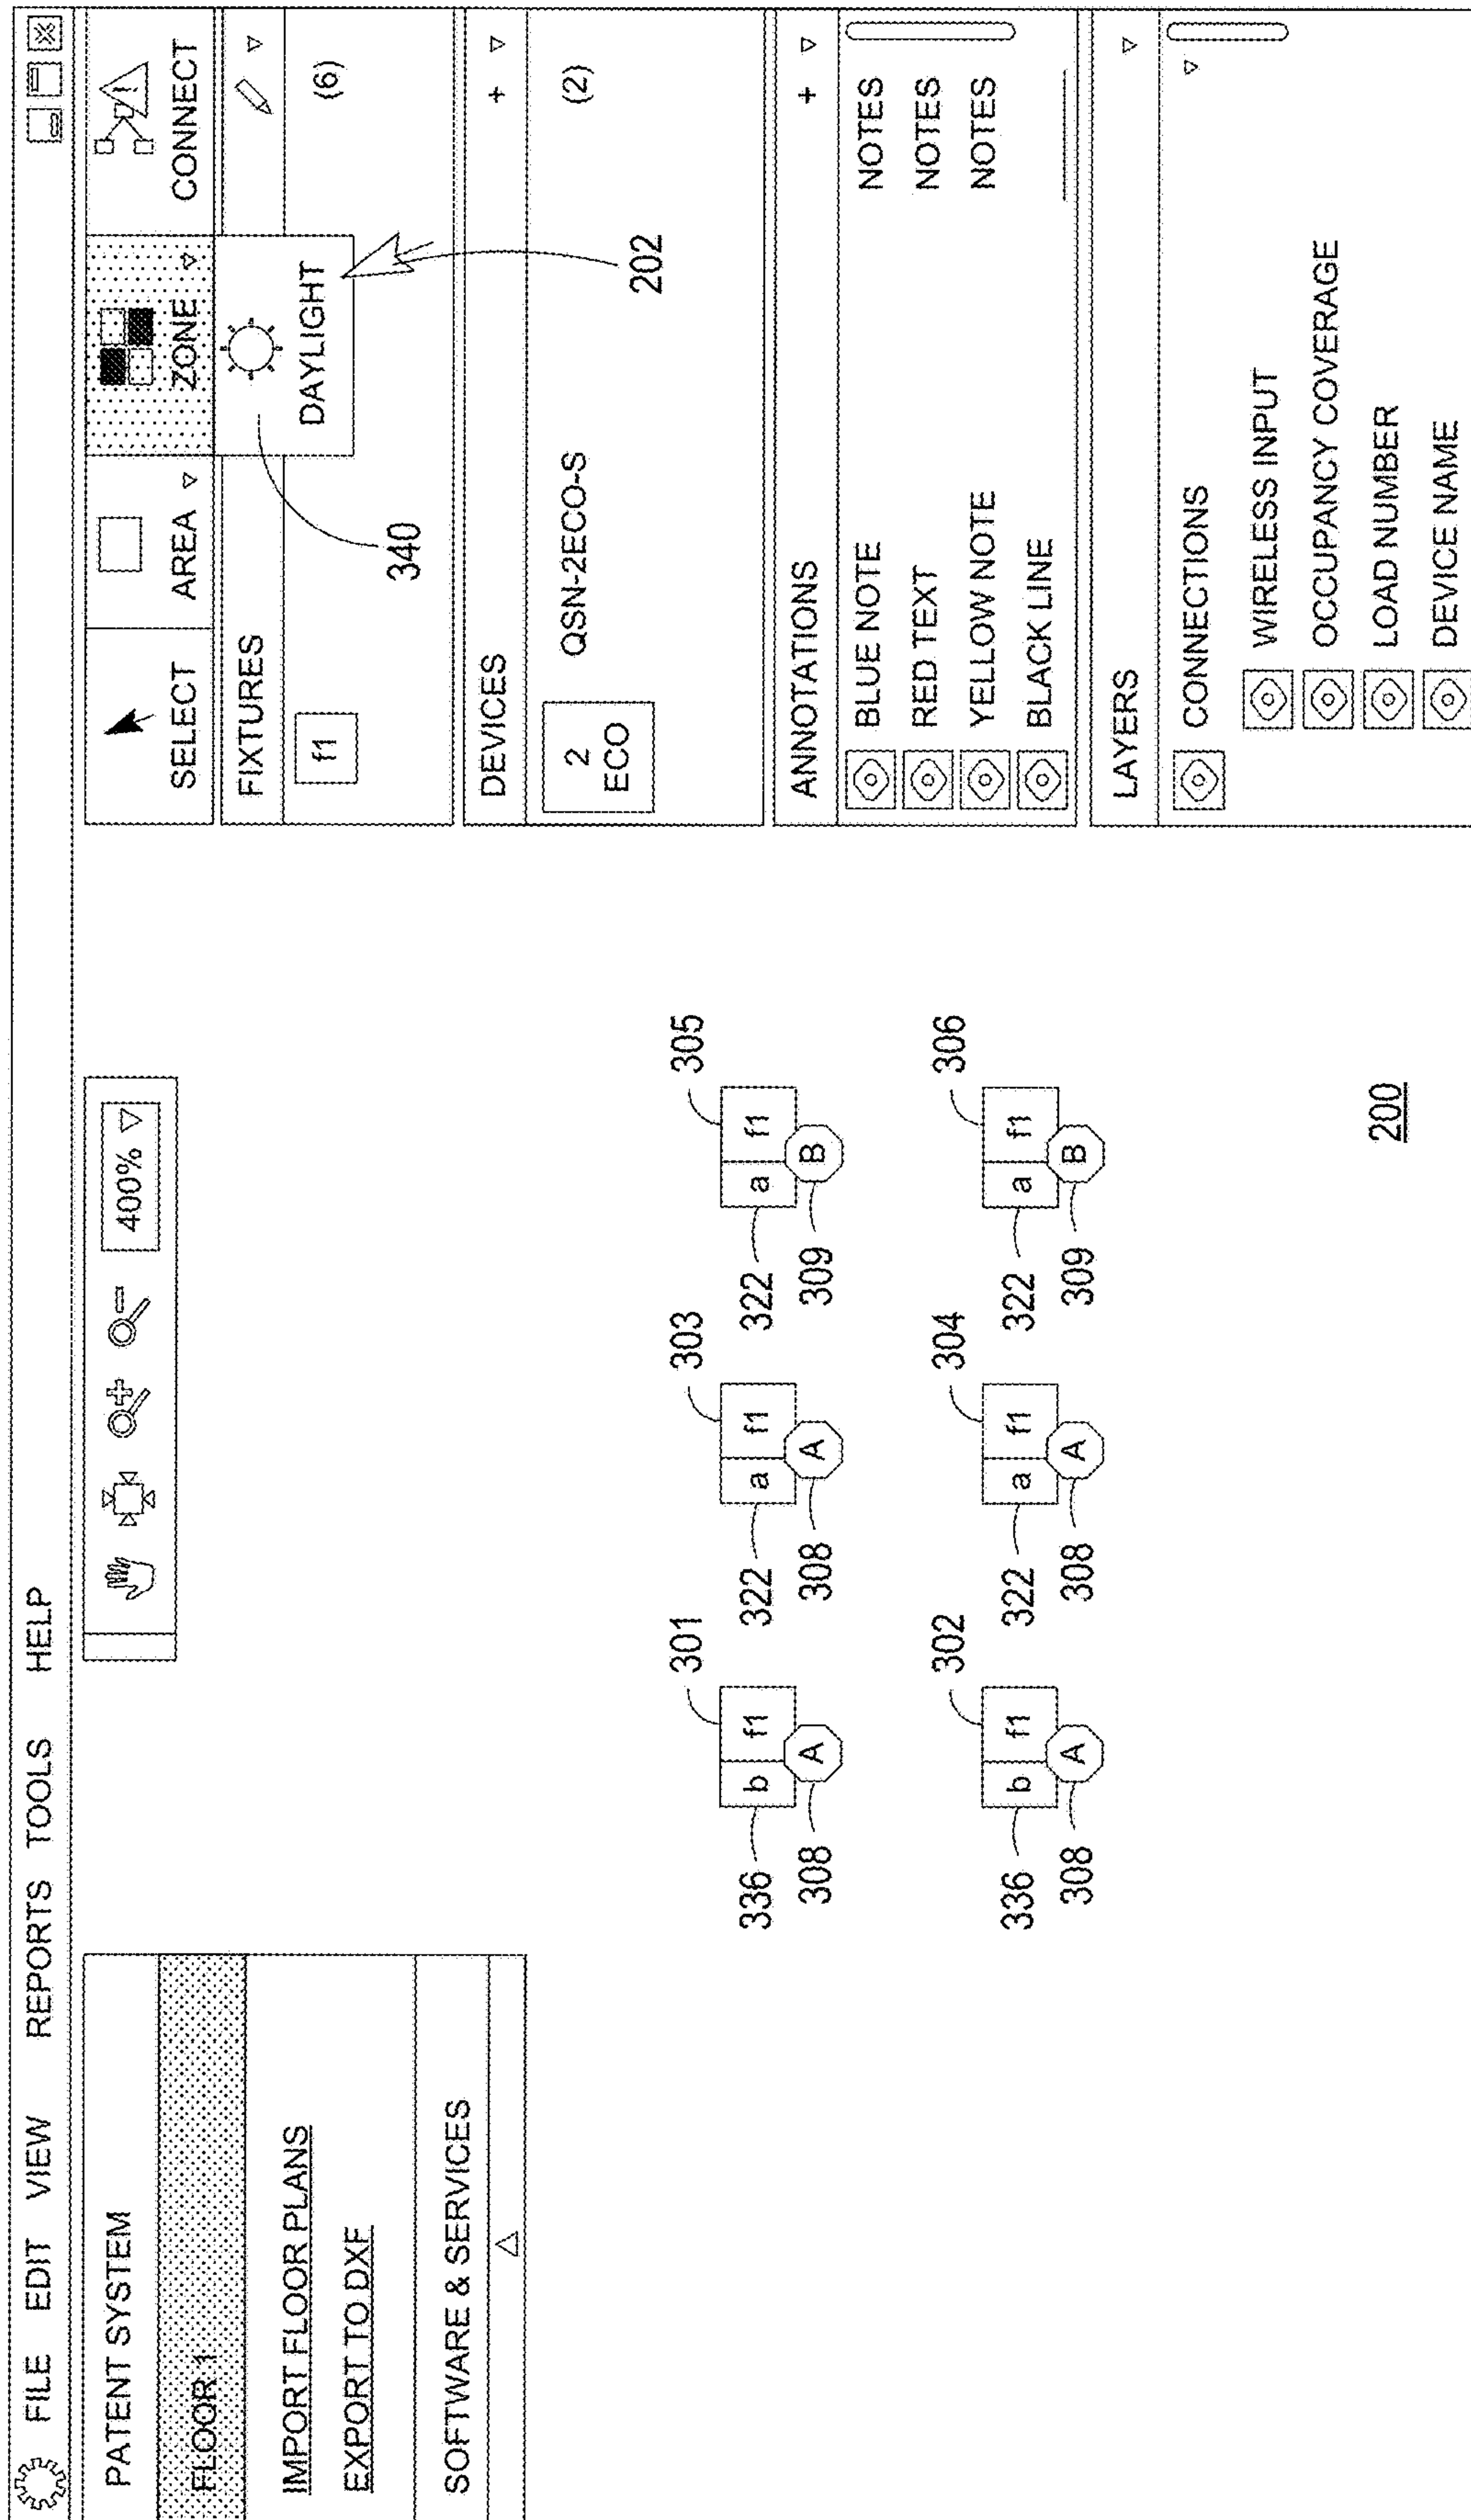 FILE EDIT VIEW REPORTS TOOLS HELP
PATENT SYSTEM
FLOOR 1
IMPORT FLOOR PLANS
EXPORT TO DXF
SOFTWARE & SERVICES
400%
SELECT AREA ZONE CONNECT
DAYLIGHT
340
202
FIXTURES
f1 (6)
DEVICES +
2 ECO QSN-2ECO-S (2)
ANNOTATIONS +
BLUE NOTE NOTES
RED TEXT NOTES
YELLOW NOTE NOTES
BLACK LINE
LAYERS
CONNECTIONS
WIRELESS INPUT
OCCUPANCY COVERAGE
LOAD NUMBER
DEVICE NAME
301 303 305
b f1 a f1 a f1
336 322 322
A A B
308 308 309
302 304 306
b f1 a f1 a f1
336 322 322
A A B
308 308 309
200